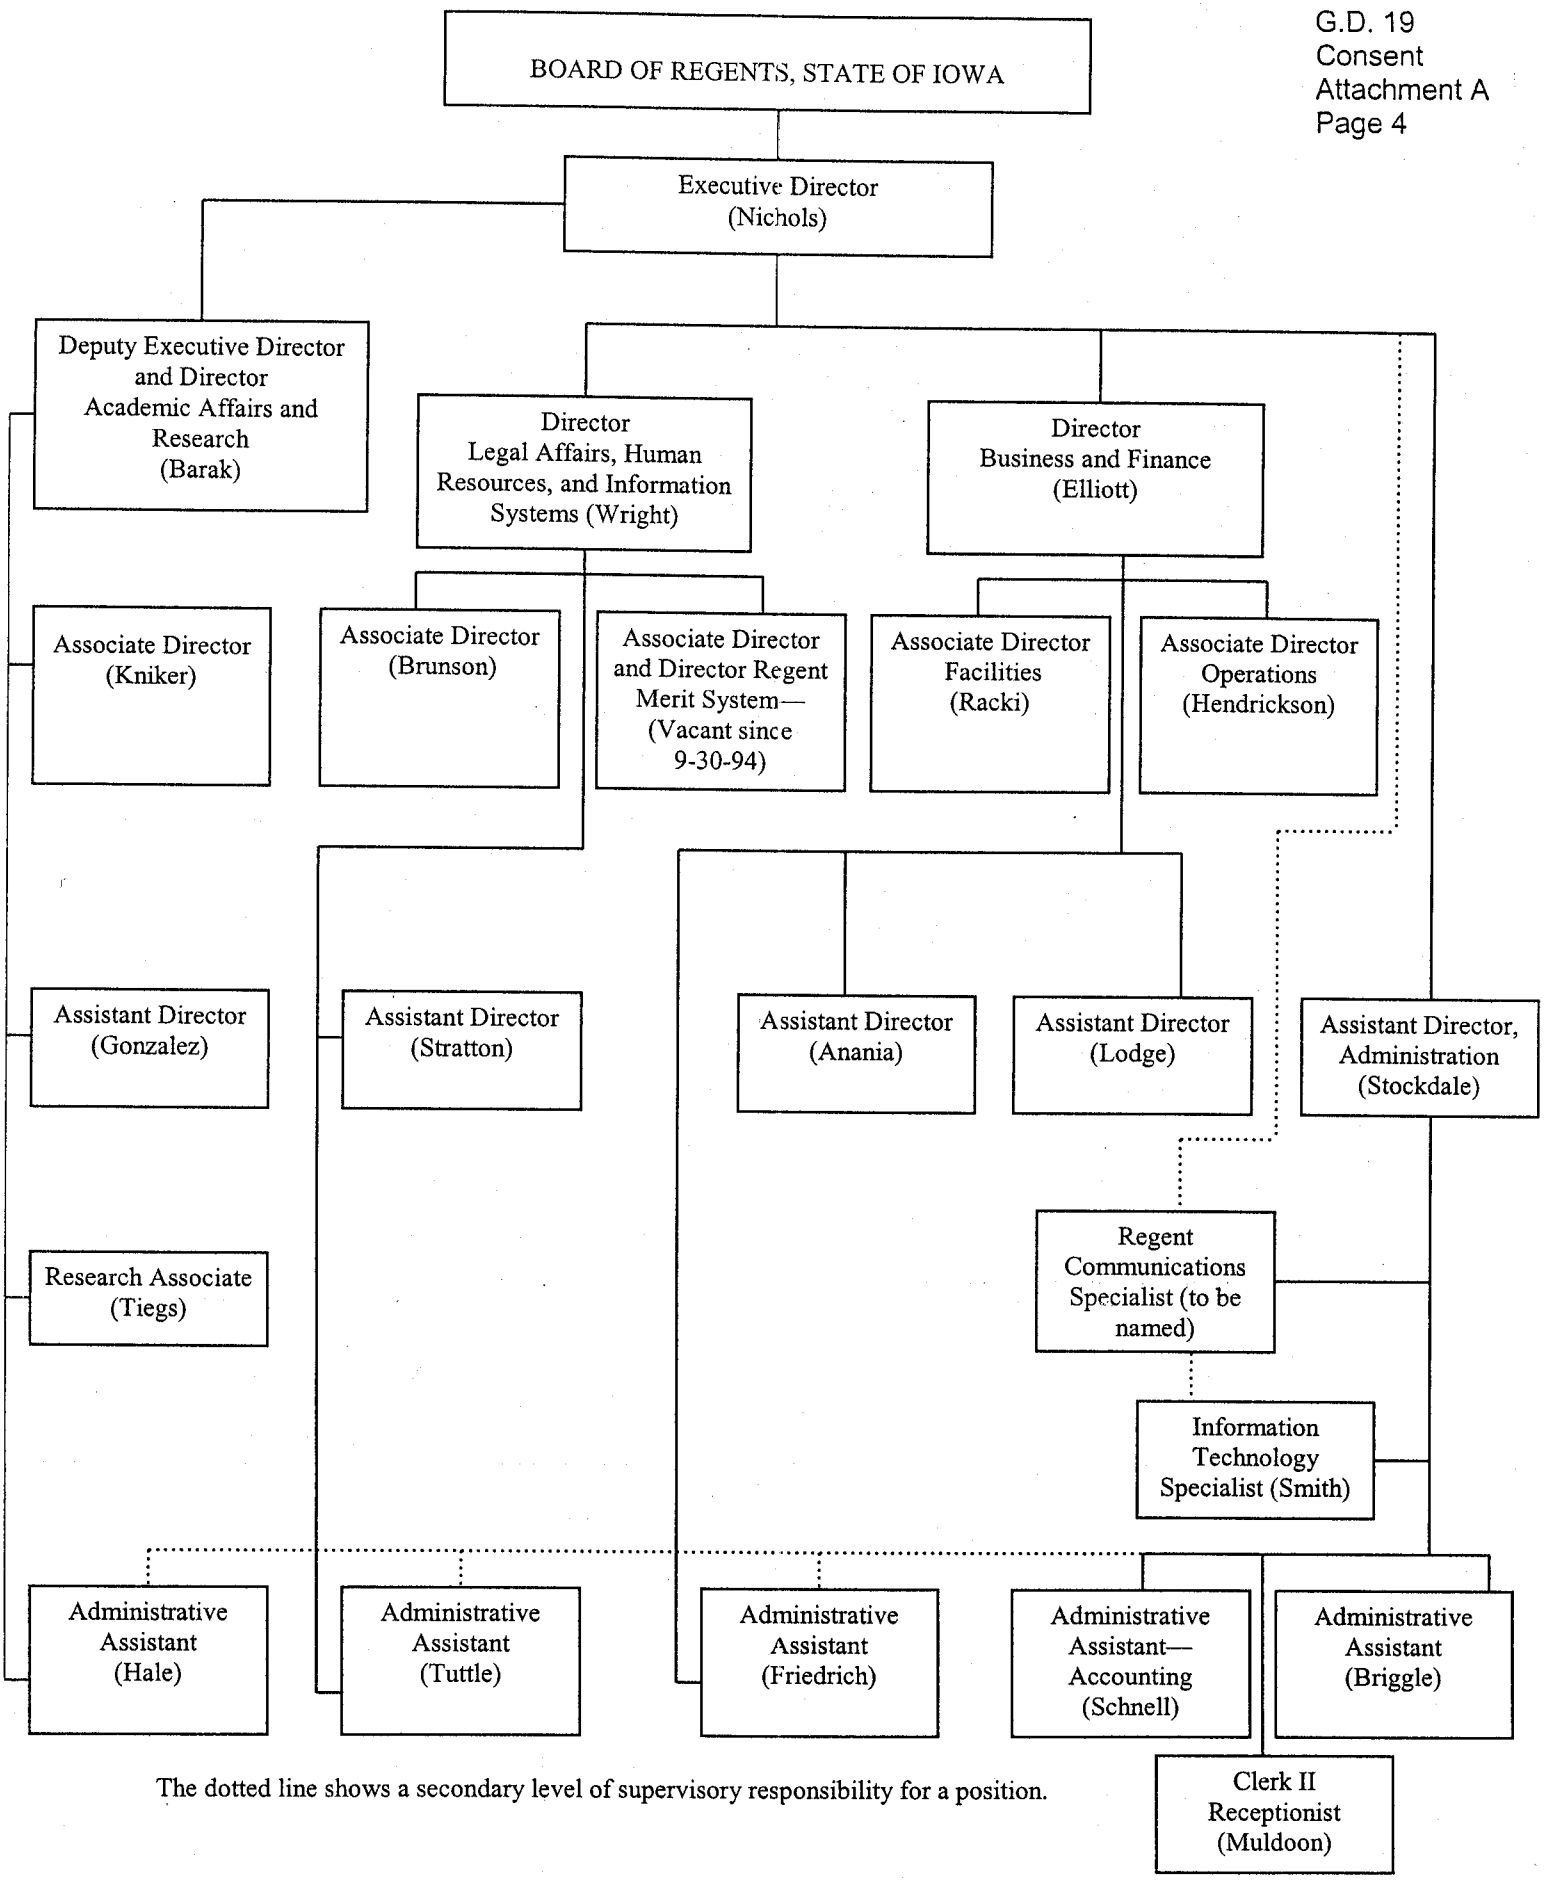 G.D. 19
Consent
Attachment A
Page 4
BOARD OF REGENTS, STATE OF IOWA
Executive Director
(Nichols)
Deputy Executive Director
and Director
Academic Affairs and
Research
(Barak)
Director
Legal Affairs, Human
Resources, and Information
Systems (Wright)
Director
Business and Finance
(Elliott)
Associate Director
(Kniker)
Associate Director
(Brunson)
Associate Director
and Director Regent
Merit System—
(Vacant since
9-30-94)
Associate Director
Facilities
(Racki)
Associate Director
Operations
(Hendrickson)
Assistant Director
(Gonzalez)
Assistant Director
(Stratton)
Assistant Director
(Anania)
Assistant Director
(Lodge)
Assistant Director,
Administration
(Stockdale)
Research Associate
(Tiegs)
Regent
Communications
Specialist (to be
named)
Information
Technology
Specialist (Smith)
Administrative
Assistant
(Hale)
Administrative
Assistant
(Tuttle)
Administrative
Assistant
(Friedrich)
Administrative
Assistant—
Accounting
(Schnell)
Administrative
Assistant
(Briggle)
The dotted line shows a secondary level of supervisory responsibility for a position.
Clerk II
Receptionist
(Muldoon)